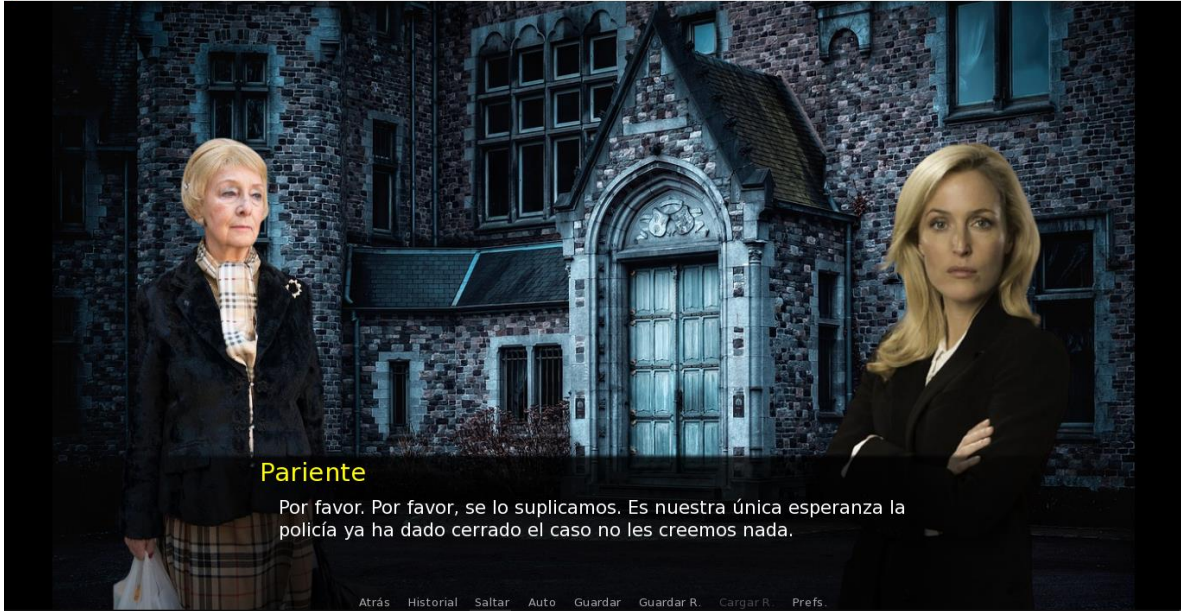 Pariente
Por favor. Por favor, se lo suplicamos. Es nuestra única esperanza la
policía ya ha dado cerrado el caso no les creemos nada.
Atrás Historial Saltar Auto Guardar Guardar R. Cargar R. Prefs.